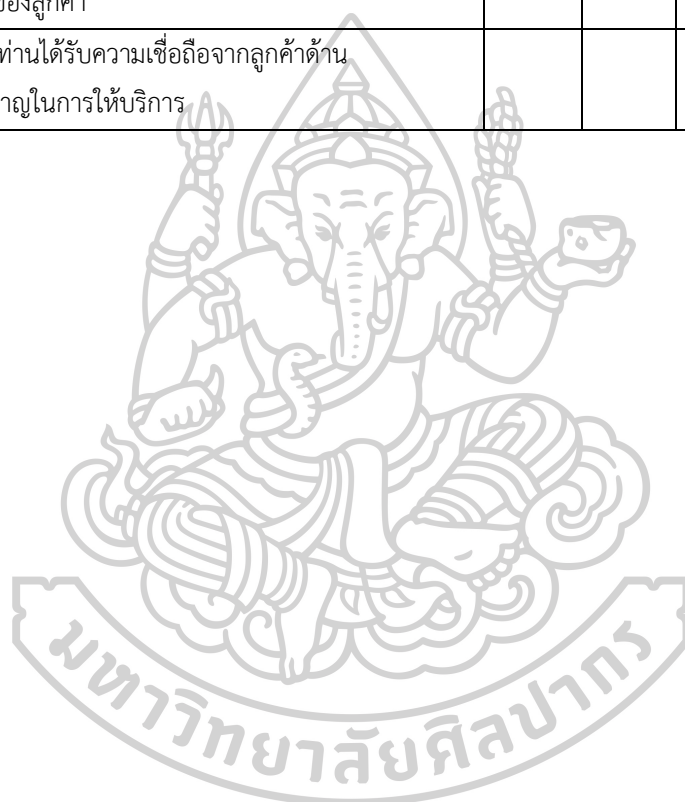 ของลูกค้า
ท่านได้รับความเชื่อถือจากลูกค้าด้าน
าญในการให้บริการ
มหาวิทยาลัยศิลปากร